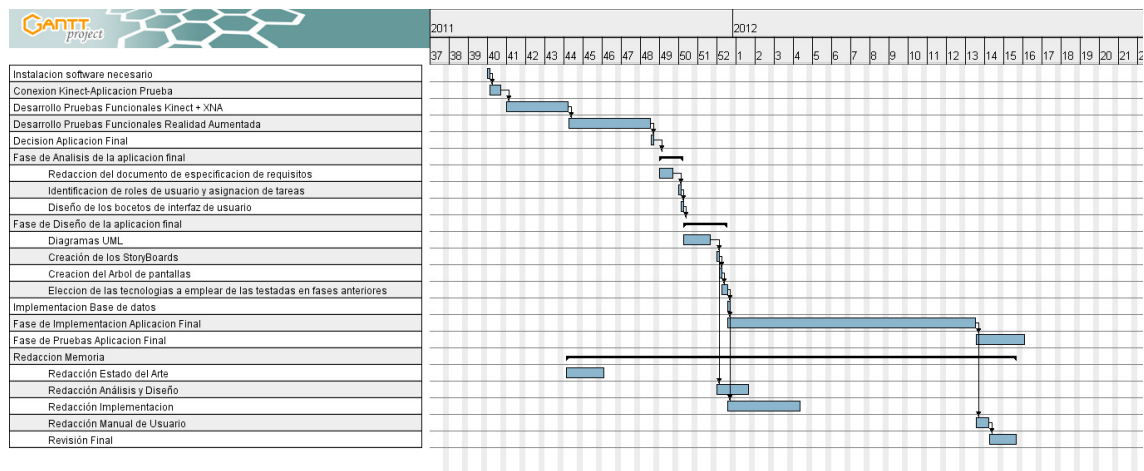 GANTT
project
2011 2012
37 38 39 40 41 42 43 44 45 46 47 48 49 50 51 52 1 2 3 4 5 6 7 8 9 10 11 12 13 14 15 16 17 18 19 20 21 2
Instalacion software necesario
Conexion Kinect-Aplicacion Prueba
Desarrollo Pruebas Funcionales Kinect + XNA
Desarrollo Pruebas Funcionales Realidad Aumentada
Decision Aplicacion Final
Fase de Analisis de la aplicacion final
Redaccion del documento de especificacion de requisitos
Identificacion de roles de usuario y asignacion de tareas
Diseño de los bocetos de interfaz de usuario
Fase de Diseño de la aplicacion final
Diagramas UML
Creación de los StoryBoards
Creacion del Arbol de pantallas
Eleccion de las tecnologias a emplear de las testadas en fases anteriores
Implementacion Base de datos
Fase de Implementacion Aplicacion Final
Fase de Pruebas Aplicacion Final
Redaccion Memoria
Redacción Estado del Arte
Redacción Análisis y Diseño
Redacción Implementacion
Redacción Manual de Usuario
Revisión Final